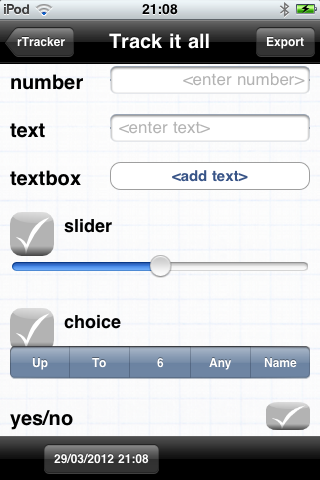 iPod 21:08
rTracker Track it all Export
number <enter number>
text <enter text>
textbox <add text>
slider
choice
Up To 6 Any Name
yes/no
29/03/2012 21:08